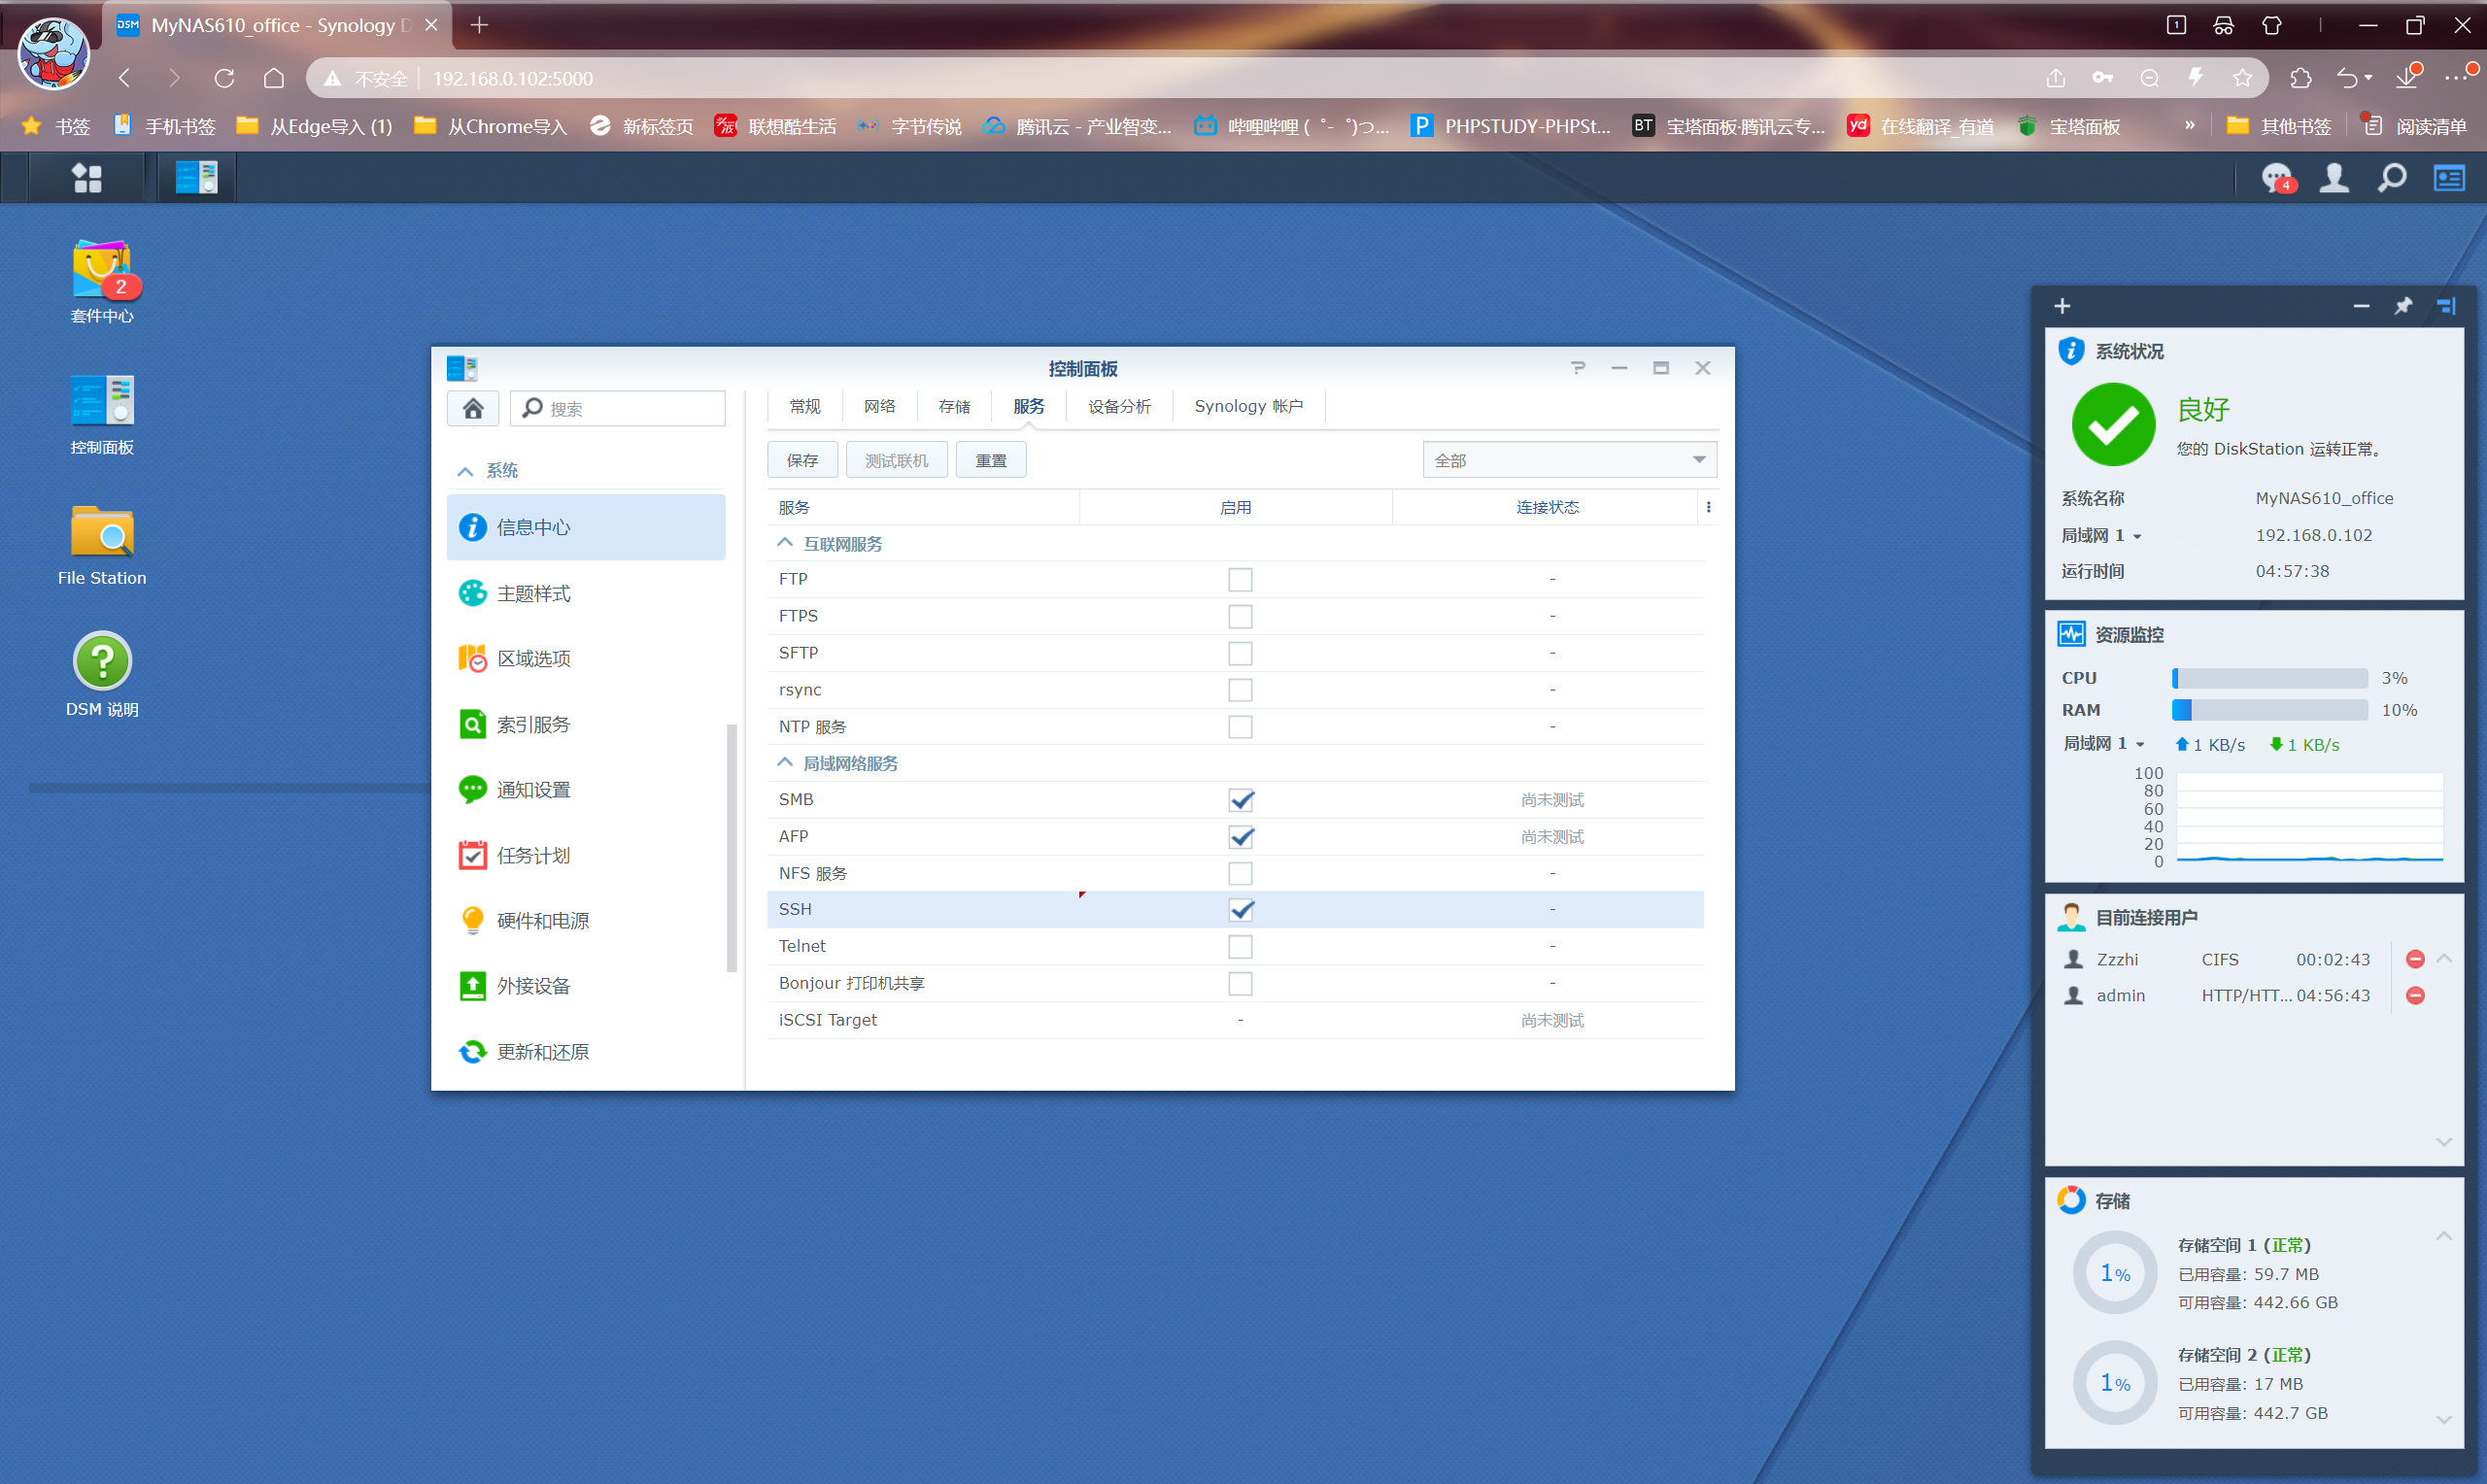 MyNAS610_office - Synology D
1
不安全
192.168.0.102:5000
书签
手机书签
从Edge导入 (1)
从Chrome导入
新标签页
联想酷生活
字节传说
腾讯云 - 产业智变...
哔哩哔哩 ( ゜- ゜)つ...
PHPSTUDY-PHPSt...
宝塔面板·腾讯云专...
在线翻译_有道
宝塔面板
»
其他书签
阅读清单
4
2
套件中心
控制面板
File Station
DSM 说明
控制面板
搜索
系统
信息中心
主题样式
区域选项
索引服务
通知设置
任务计划
硬件和电源
外接设备
更新和还原
常规 网络 存储 服务 设备分析 Synology 帐户
保存 测试联机 重置 全部
服务 启用 连接状态
互联网服务
FTP -
FTPS -
SFTP -
rsync -
NTP 服务 -
局域网络服务
SMB 尚未测试
AFP 尚未测试
NFS 服务 -
SSH -
Telnet -
Bonjour 打印机共享 -
iSCSI Target - 尚未测试
系统状况
良好
您的 DiskStation 运转正常。
系统名称 MyNAS610_office
局域网 1 192.168.0.102
运行时间 04:57:38
资源监控
CPU 3%
RAM 10%
局域网 1 1 KB/s 1 KB/s
100
80
60
40
20
0
目前连接用户
Zzzhi CIFS 00:02:43
admin HTTP/HTT... 04:56:43
存储
1%
存储空间 1 (正常)
已用容量: 59.7 MB
可用容量: 442.66 GB
1%
存储空间 2 (正常)
已用容量: 17 MB
可用容量: 442.7 GB